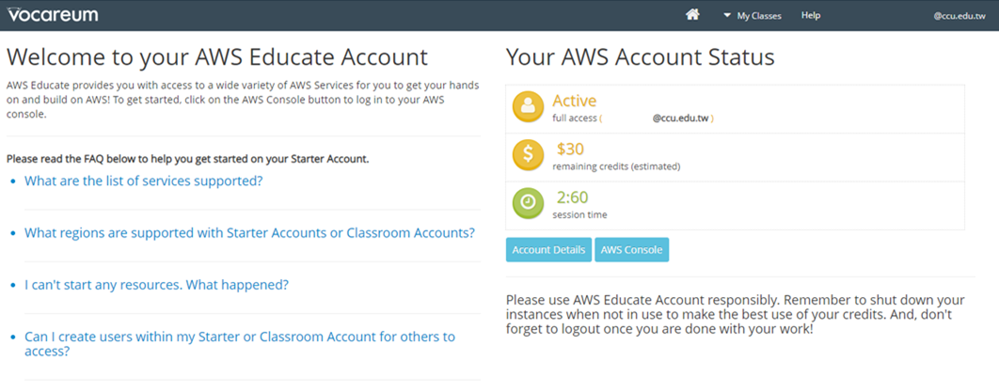 Vocareum
My Classes
Help
@ccu.edu.tw
Welcome to your AWS Educate Account
AWS Educate provides you with access to a wide variety of AWS Services for you to get your hands
on and build on AWS! To get started, click on the AWS Console button to log in to your AWS
console.
Please read the FAQ below to help you get started on your Starter Account.
What are the list of services supported?
What regions are supported with Starter Accounts or Classroom Accounts?
I can't start any resources. What happened?
Can I create users within my Starter or Classroom Account for others to
access?
Your AWS Account Status
Active
full access ( @ccu.edu.tw )
$30
remaining credits (estimated)
2:60
session time
Account Details
AWS Console
Please use AWS Educate Account responsibly. Remember to shut down your
instances when not in use to make the best use of your credits. And, don't
forget to logout once you are done with your work!